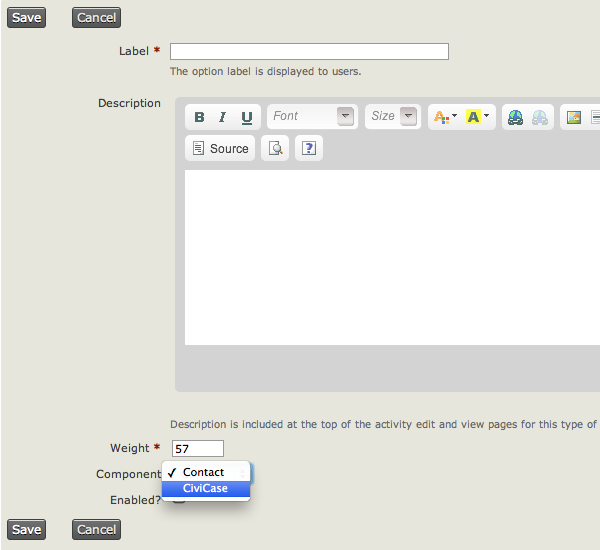 Save Cancel
Label *
The option label is displayed to users.
Description
B I U Font Size A A
Source ?
Description is included at the top of the activity edit and view pages for this type of
Weight * 57
Component ✓ Contact
CiviCase
Enabled?
Save Cancel